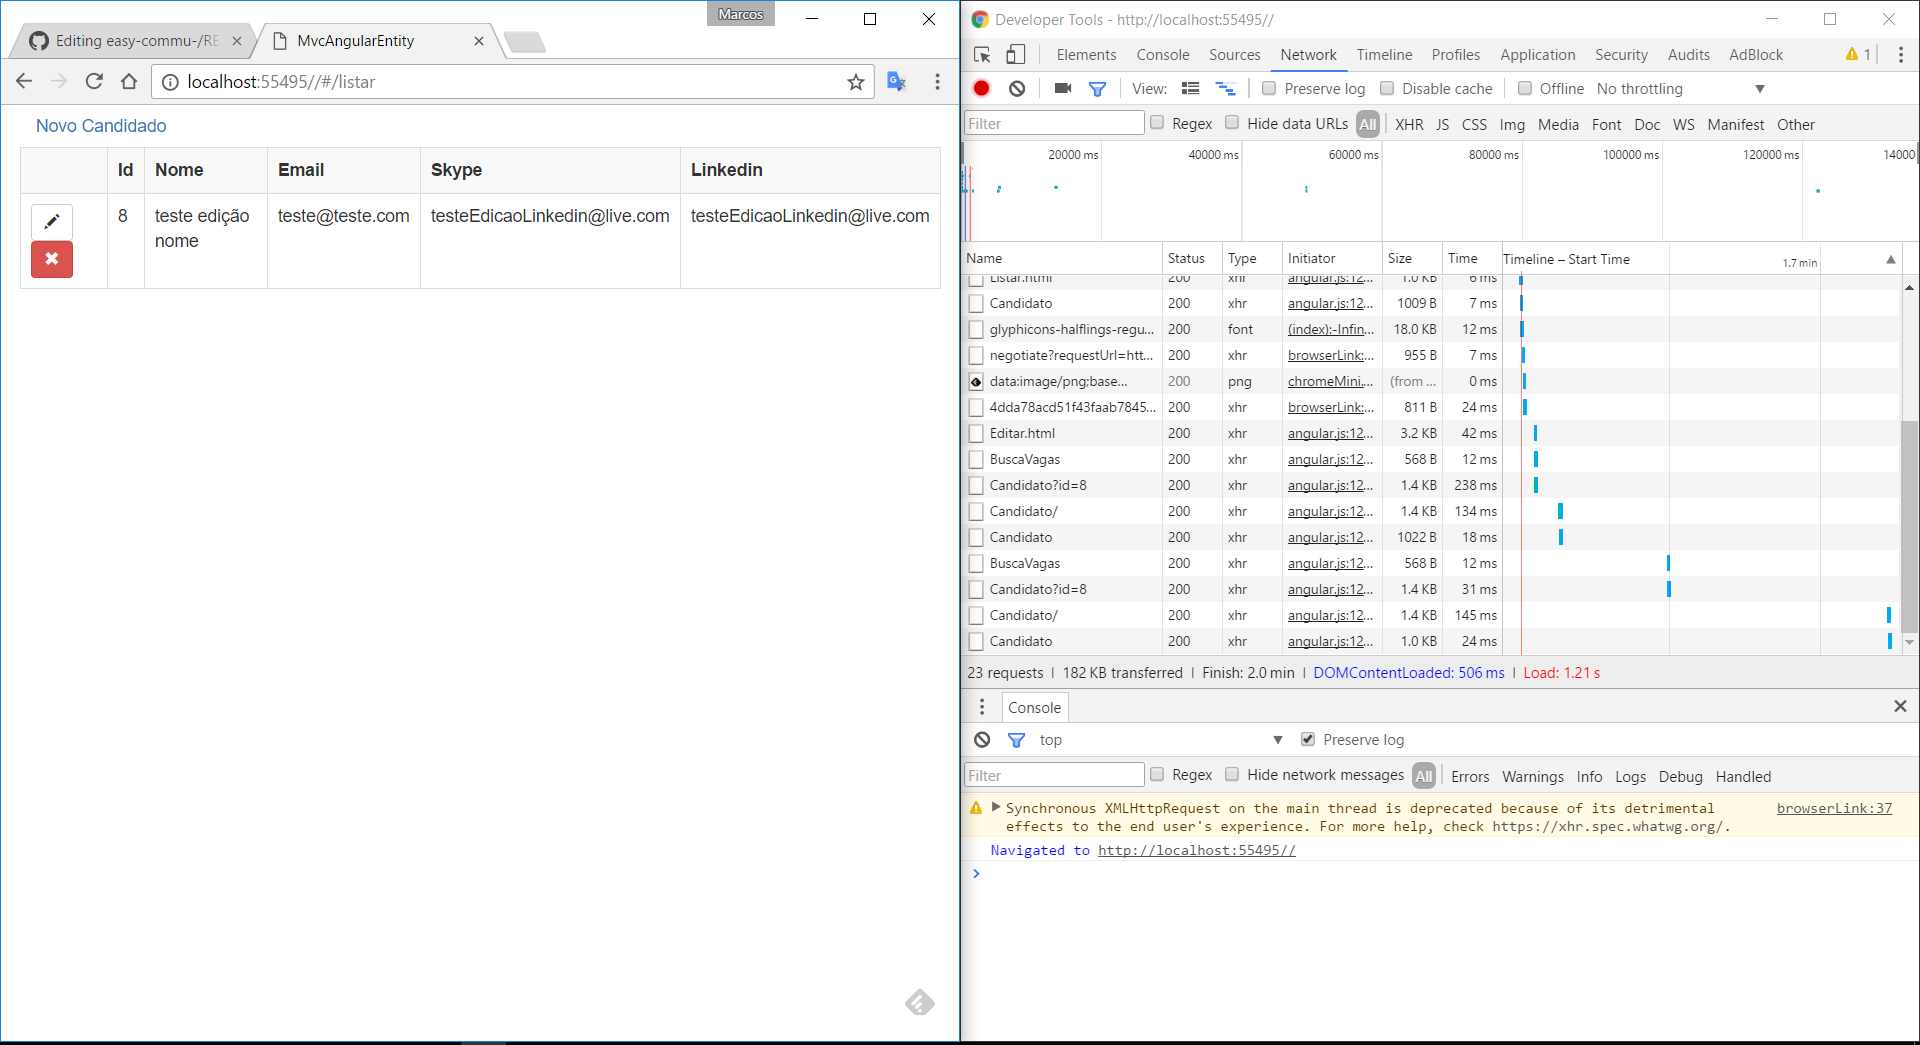 Marcos
Editing easy-commu-/RE
MvcAngularEntity
localhost:55495//#/listar
Novo Candidado
Id Nome Email Skype Linkedin
8 teste edição nome teste@teste.com testeEdicaoLinkedin@live.com testeEdicaoLinkedin@live.com
Developer Tools - http://localhost:55495//
Elements Console Sources Network Timeline Profiles Application Security Audits AdBlock 1
View: Preserve log Disable cache Offline No throttling
Filter Regex Hide data URLs All XHR JS CSS Img Media Font Doc WS Manifest Other
20000 ms 40000 ms 60000 ms 80000 ms 100000 ms 120000 ms 14000
Name Status Type Initiator Size Time Timeline – Start Time 1.7 min
Listar.html 200 xhr angular.js:12... 1.0 KB 6 ms
Candidato 200 xhr angular.js:12... 1009 B 7 ms
glyphicons-halflings-regu... 200 font (index):-Infin... 18.0 KB 12 ms
negotiate?requestUrl=htt... 200 xhr browserLink:... 955 B 7 ms
data:image/png;base... 200 png chromeMini.... (from ... 0 ms
4dda78acd51f43faab7845... 200 xhr browserLink:... 811 B 24 ms
Editar.html 200 xhr angular.js:12... 3.2 KB 42 ms
BuscaVagas 200 xhr angular.js:12... 568 B 12 ms
Candidato?id=8 200 xhr angular.js:12... 1.4 KB 238 ms
Candidato/ 200 xhr angular.js:12... 1.4 KB 134 ms
Candidato 200 xhr angular.js:12... 1022 B 18 ms
BuscaVagas 200 xhr angular.js:12... 568 B 12 ms
Candidato?id=8 200 xhr angular.js:12... 1.4 KB 31 ms
Candidato/ 200 xhr angular.js:12... 1.4 KB 145 ms
Candidato 200 xhr angular.js:12... 1.0 KB 24 ms
23 requests | 182 KB transferred | Finish: 2.0 min | DOMContentLoaded: 506 ms | Load: 1.21 s
Console
top Preserve log
Filter Regex Hide network messages All Errors Warnings Info Logs Debug Handled
Synchronous XMLHttpRequest on the main thread is deprecated because of its detrimental browserLink:37
effects to the end user's experience. For more help, check https://xhr.spec.whatwg.org/.
Navigated to http://localhost:55495//